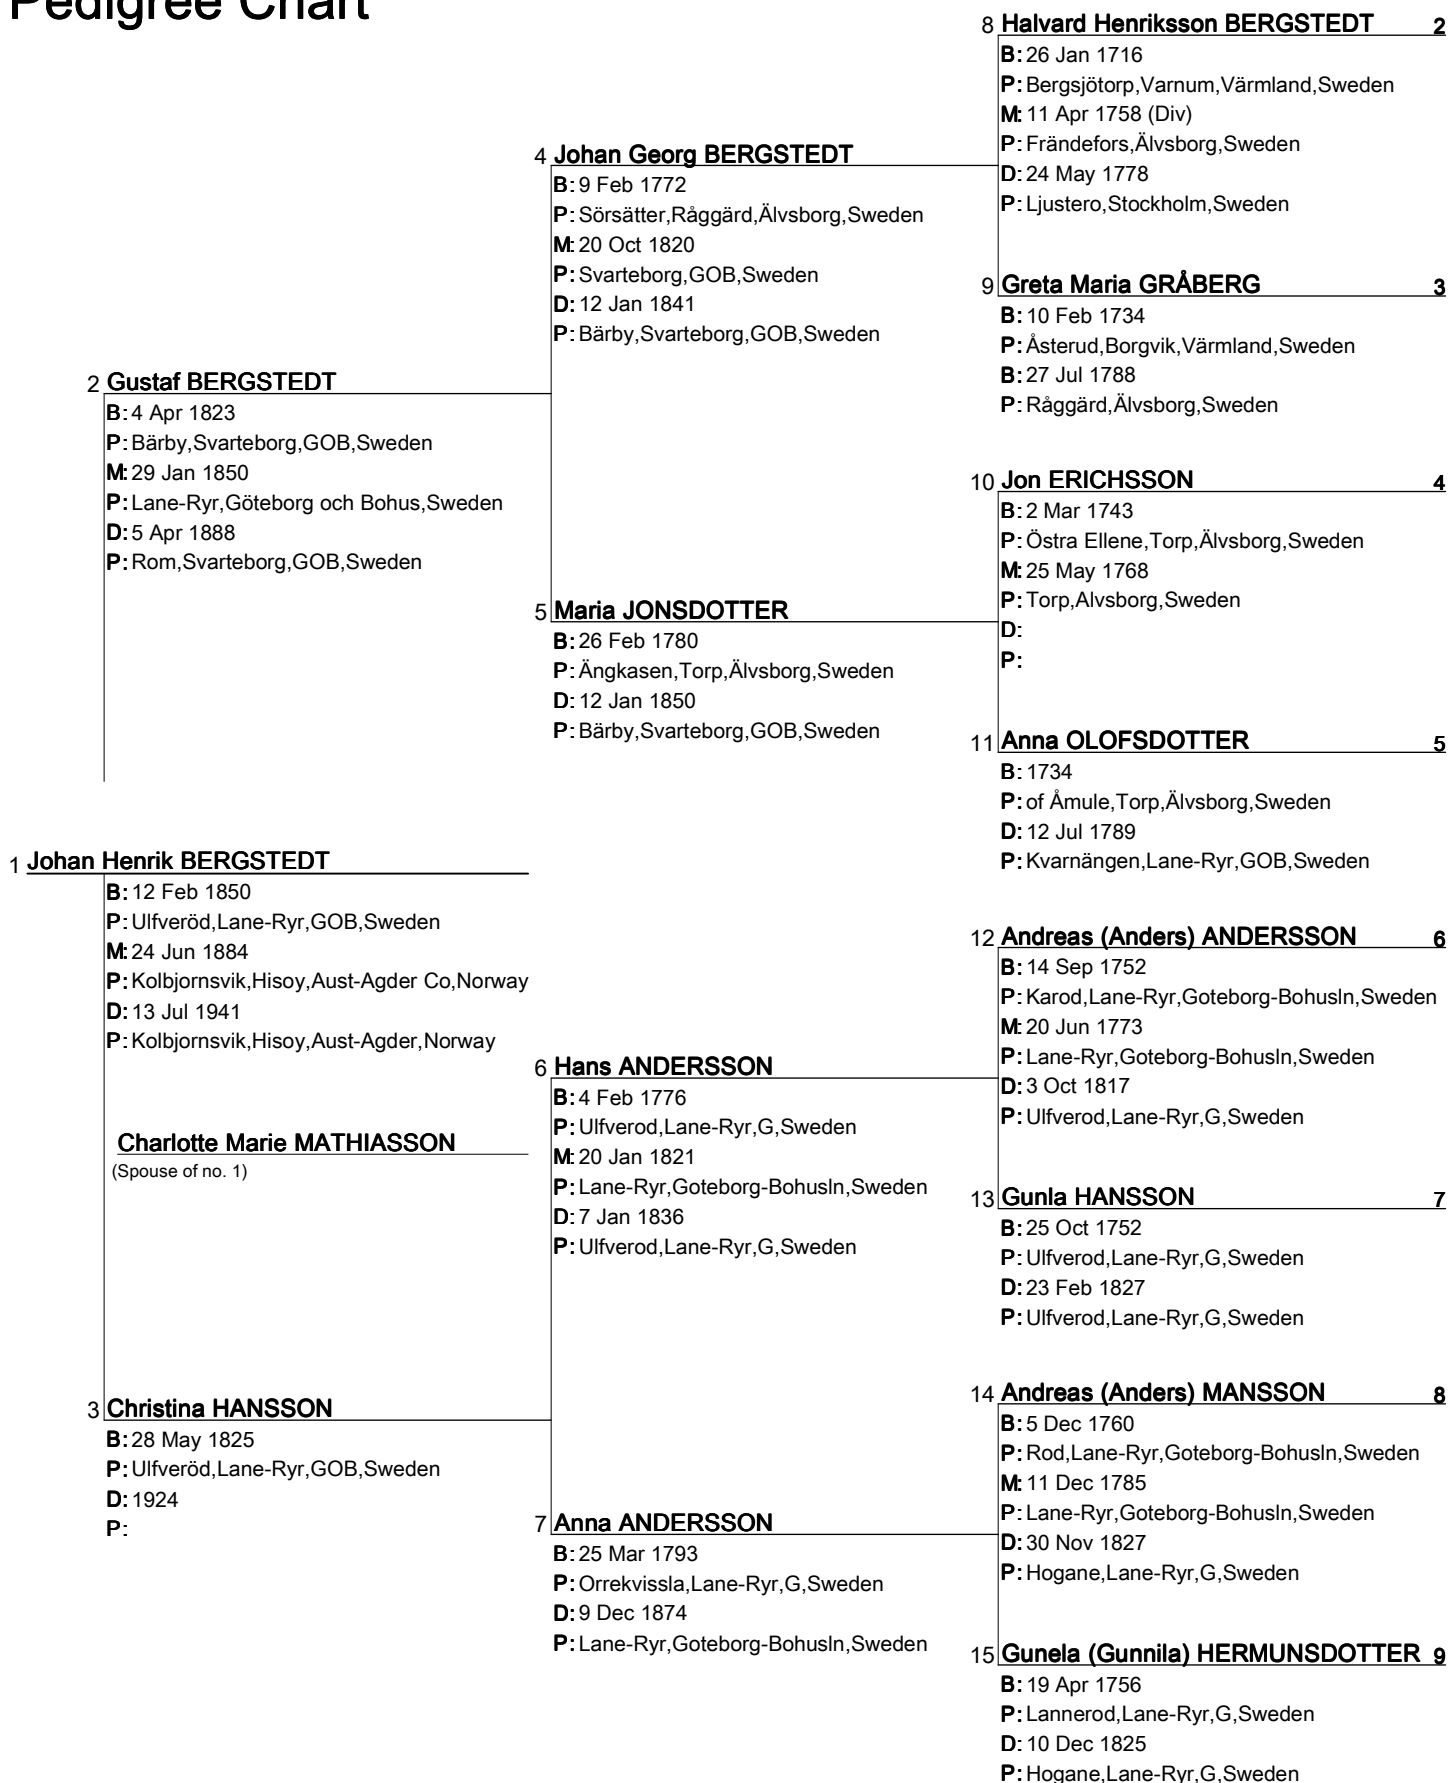 Pedigree Chart
8 Halvard Henriksson BERGSTEDT 2
B: 26 Jan 1716
P: Bergsjötorp,Varnum,Värmland,Sweden
M: 11 Apr 1758 (Div)
P: Frändefors,Älvsborg,Sweden
D: 24 May 1778
P: Ljustero,Stockholm,Sweden
4 Johan Georg BERGSTEDT
B: 9 Feb 1772
P: Sörsätter,Råggärd,Älvsborg,Sweden
M: 20 Oct 1820
P: Svarteborg,GOB,Sweden
D: 12 Jan 1841
P: Bärby,Svarteborg,GOB,Sweden
9 Greta Maria GRÅBERG 3
B: 10 Feb 1734
P: Åsterud,Borgvik,Värmland,Sweden
B: 27 Jul 1788
P: Råggärd,Älvsborg,Sweden
2 Gustaf BERGSTEDT
B: 4 Apr 1823
P: Bärby,Svarteborg,GOB,Sweden
M: 29 Jan 1850
P: Lane-Ryr,Göteborg och Bohus,Sweden
D: 5 Apr 1888
P: Rom,Svarteborg,GOB,Sweden
10 Jon ERICHSSON 4
B: 2 Mar 1743
P: Östra Ellene,Torp,Älvsborg,Sweden
M: 25 May 1768
P: Torp,Alvsborg,Sweden
D:
P:
5 Maria JONSDOTTER
B: 26 Feb 1780
P: Ängkasen,Torp,Älvsborg,Sweden
D: 12 Jan 1850
P: Bärby,Svarteborg,GOB,Sweden
11 Anna OLOFSDOTTER 5
B: 1734
P: of Åmule,Torp,Älvsborg,Sweden
D: 12 Jul 1789
P: Kvarnängen,Lane-Ryr,GOB,Sweden
1 Johan Henrik BERGSTEDT
B: 12 Feb 1850
P: Ulfveröd,Lane-Ryr,GOB,Sweden
M: 24 Jun 1884
P: Kolbjornsvik,Hisoy,Aust-Agder Co,Norway
D: 13 Jul 1941
P: Kolbjornsvik,Hisoy,Aust-Agder,Norway
Charlotte Marie MATHIASSON
(Spouse of no. 1)
12 Andreas (Anders) ANDERSSON 6
B: 14 Sep 1752
P: Karod,Lane-Ryr,Goteborg-Bohusln,Sweden
M: 20 Jun 1773
P: Lane-Ryr,Goteborg-Bohusln,Sweden
D: 3 Oct 1817
P: Ulfverod,Lane-Ryr,G,Sweden
6 Hans ANDERSSON
B: 4 Feb 1776
P: Ulfverod,Lane-Ryr,G,Sweden
M: 20 Jan 1821
P: Lane-Ryr,Goteborg-Bohusln,Sweden
D: 7 Jan 1836
P: Ulfverod,Lane-Ryr,G,Sweden
13 Gunla HANSSON 7
B: 25 Oct 1752
P: Ulfverod,Lane-Ryr,G,Sweden
D: 23 Feb 1827
P: Ulfverod,Lane-Ryr,G,Sweden
3 Christina HANSSON
B: 28 May 1825
P: Ulfveröd,Lane-Ryr,GOB,Sweden
D: 1924
P:
14 Andreas (Anders) MANSSON 8
B: 5 Dec 1760
P: Rod,Lane-Ryr,Goteborg-Bohusln,Sweden
M: 11 Dec 1785
P: Lane-Ryr,Goteborg-Bohusln,Sweden
D: 30 Nov 1827
P: Hogane,Lane-Ryr,G,Sweden
7 Anna ANDERSSON
B: 25 Mar 1793
P: Orrekvissla,Lane-Ryr,G,Sweden
D: 9 Dec 1874
P: Lane-Ryr,Goteborg-Bohusln,Sweden
15 Gunela (Gunnila) HERMUNSDOTTER 9
B: 19 Apr 1756
P: Lannerod,Lane-Ryr,G,Sweden
D: 10 Dec 1825
P: Hogane,Lane-Ryr,G,Sweden